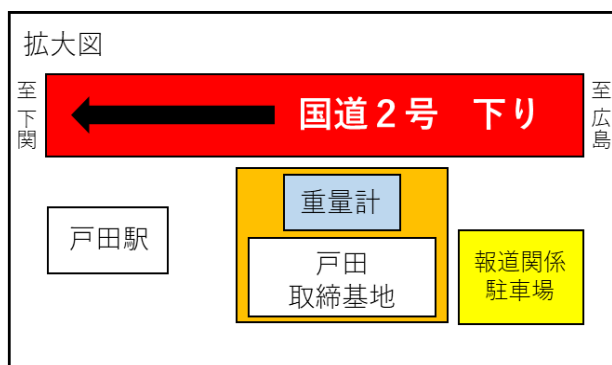 拡大図
至下関
国道２号　下り
至広島
重量計
戸田駅
戸田
取締基地
報道関係
駐車場